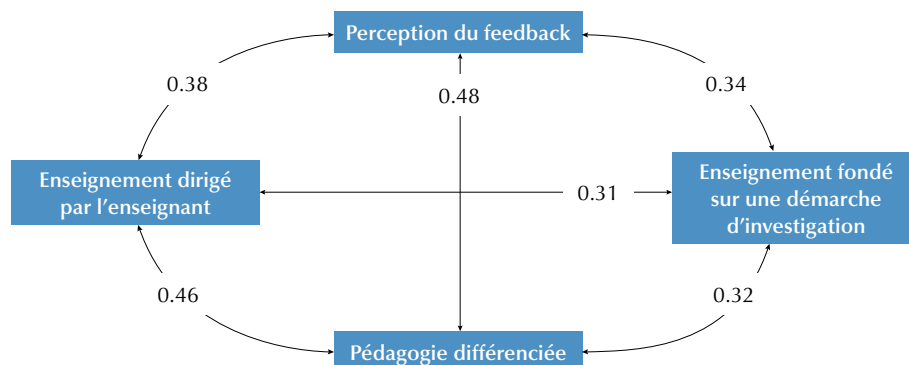 Perception du feedback
0.38
0.48
0.34
Enseignement dirigé
par l'enseignant
0.31
Enseignement fondé
sur une démarche
d'investigation
0.46
0.32
Pédagogie différenciée